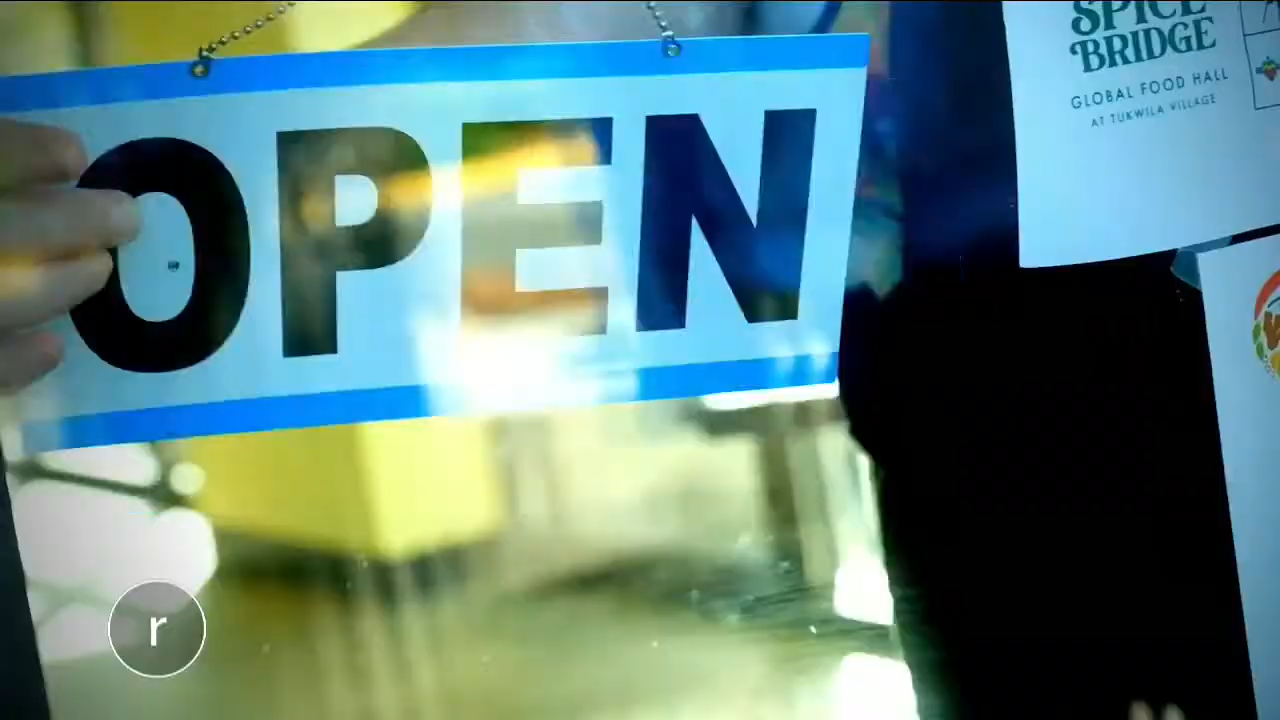 OPEN
SPICE
BRIDGE
GLOBAL FOOD HALL
AT TUKWILA VILLAGE
r